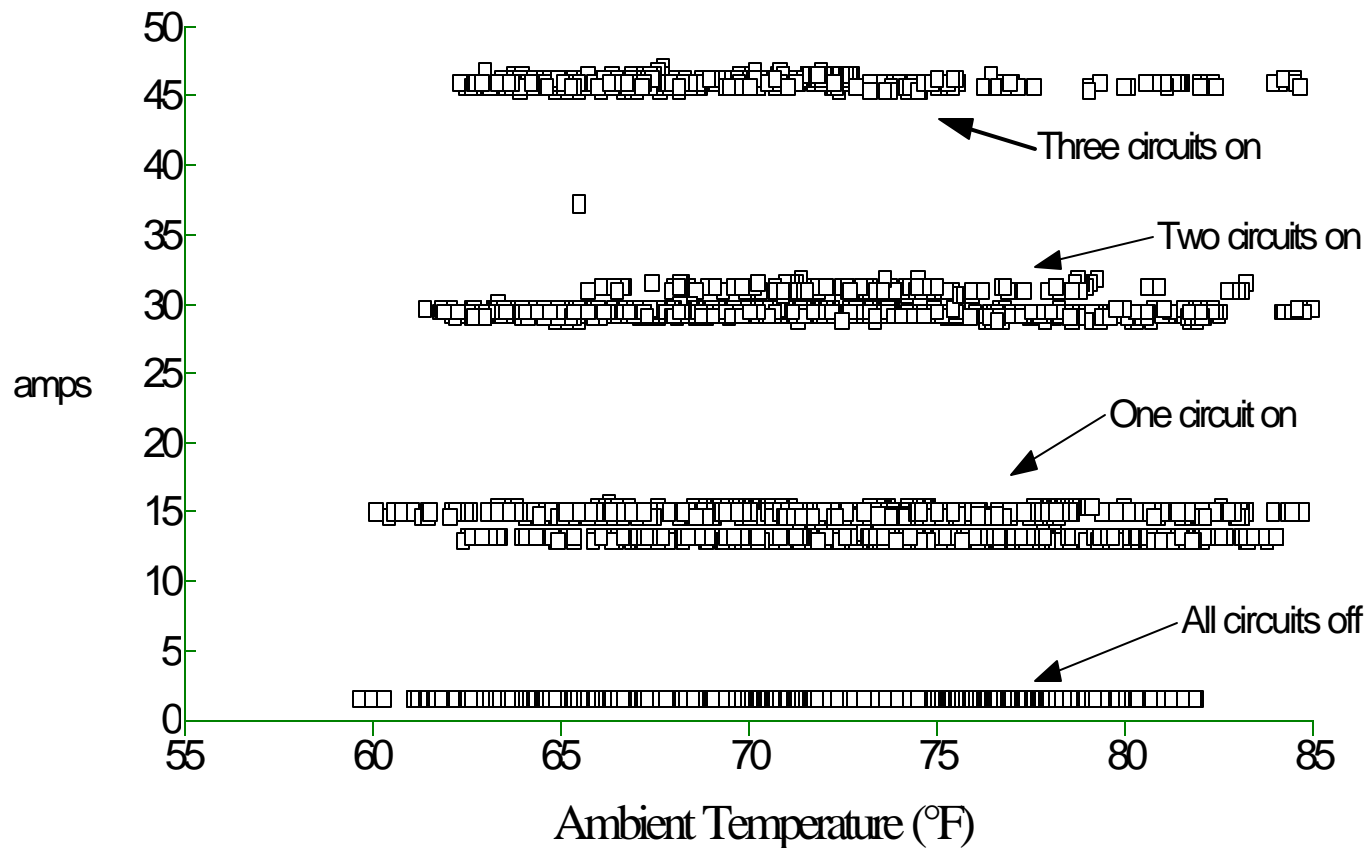 50
45
Three circuits on
40
35
Two circuits on
30
25
amps
One circuit on
20
15
10
All circuits off
5
0
55 60 65 70 75 80 85
Ambient Temperature (°F)